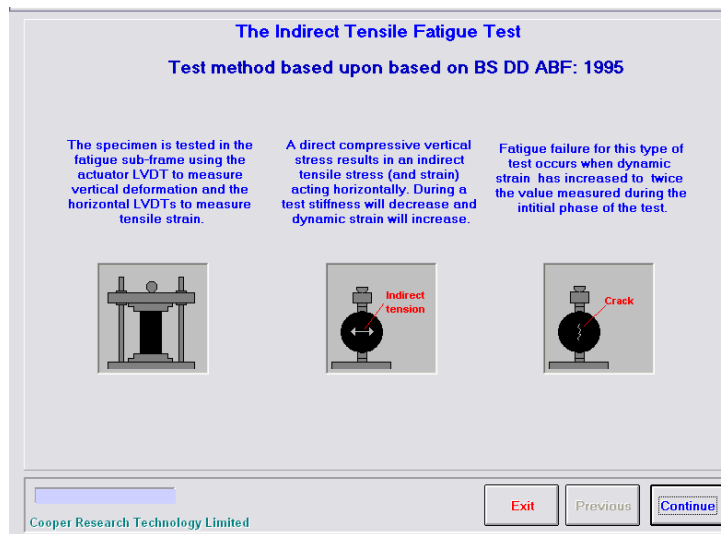 The Indirect Tensile Fatigue Test
Test method based upon based on BS DD ABF: 1995
The specimen is tested in the
fatigue sub-frame using the
actuator LVDT to measure
vertical deformation and the
horizontal LVDTs to measure
tensile strain.
A direct compressive vertical
stress results in an indirect
tensile stress (and strain)
acting horizontally. During a
test stiffness will decrease and
dynamic strain will increase.
Fatigue failure for this type of
test occurs when dynamic
strain has increased to twice
the value measured during the
intitial phase of the test.
Indirect
tension
Crack
Cooper Research Technology Limited
Exit
Previous
Continue